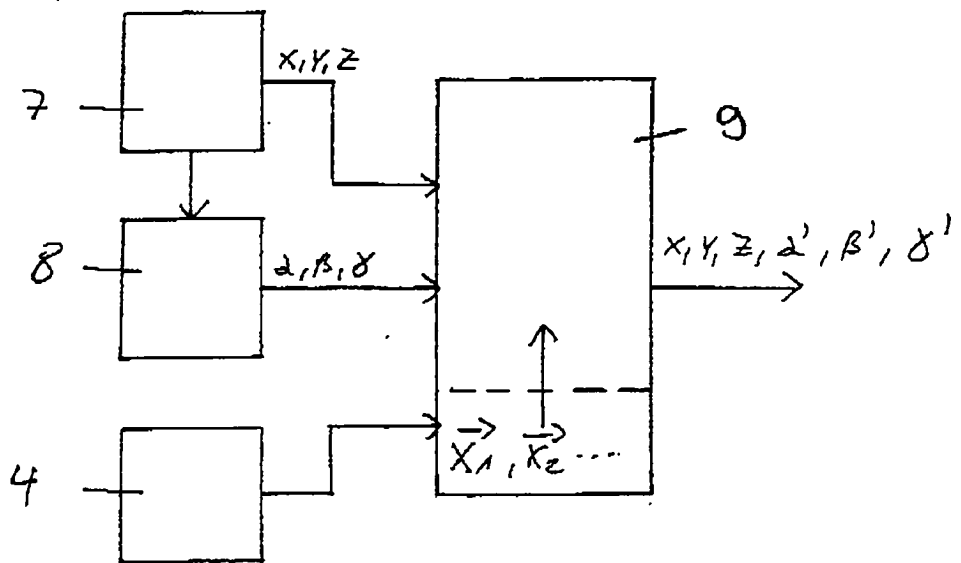 X, Y, Z
7
9
X, Y, Z, α', β', γ'
8
α, β, γ
X⃗1, X⃗2 ....
4